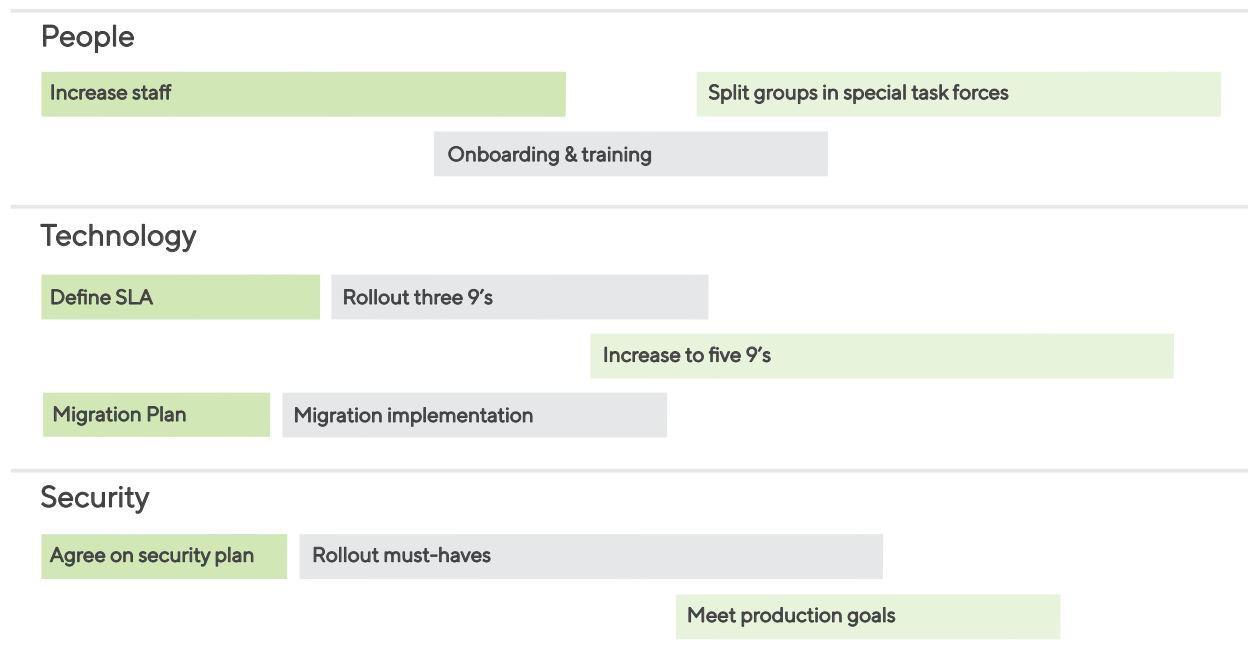 People
Increase staff
Split groups in special task forces
Onboarding & training
Technology
Define SLA
Rollout three 9’s
Increase to five 9’s
Migration Plan
Migration implementation
Security
Agree on security plan
Rollout must-haves
Meet production goals